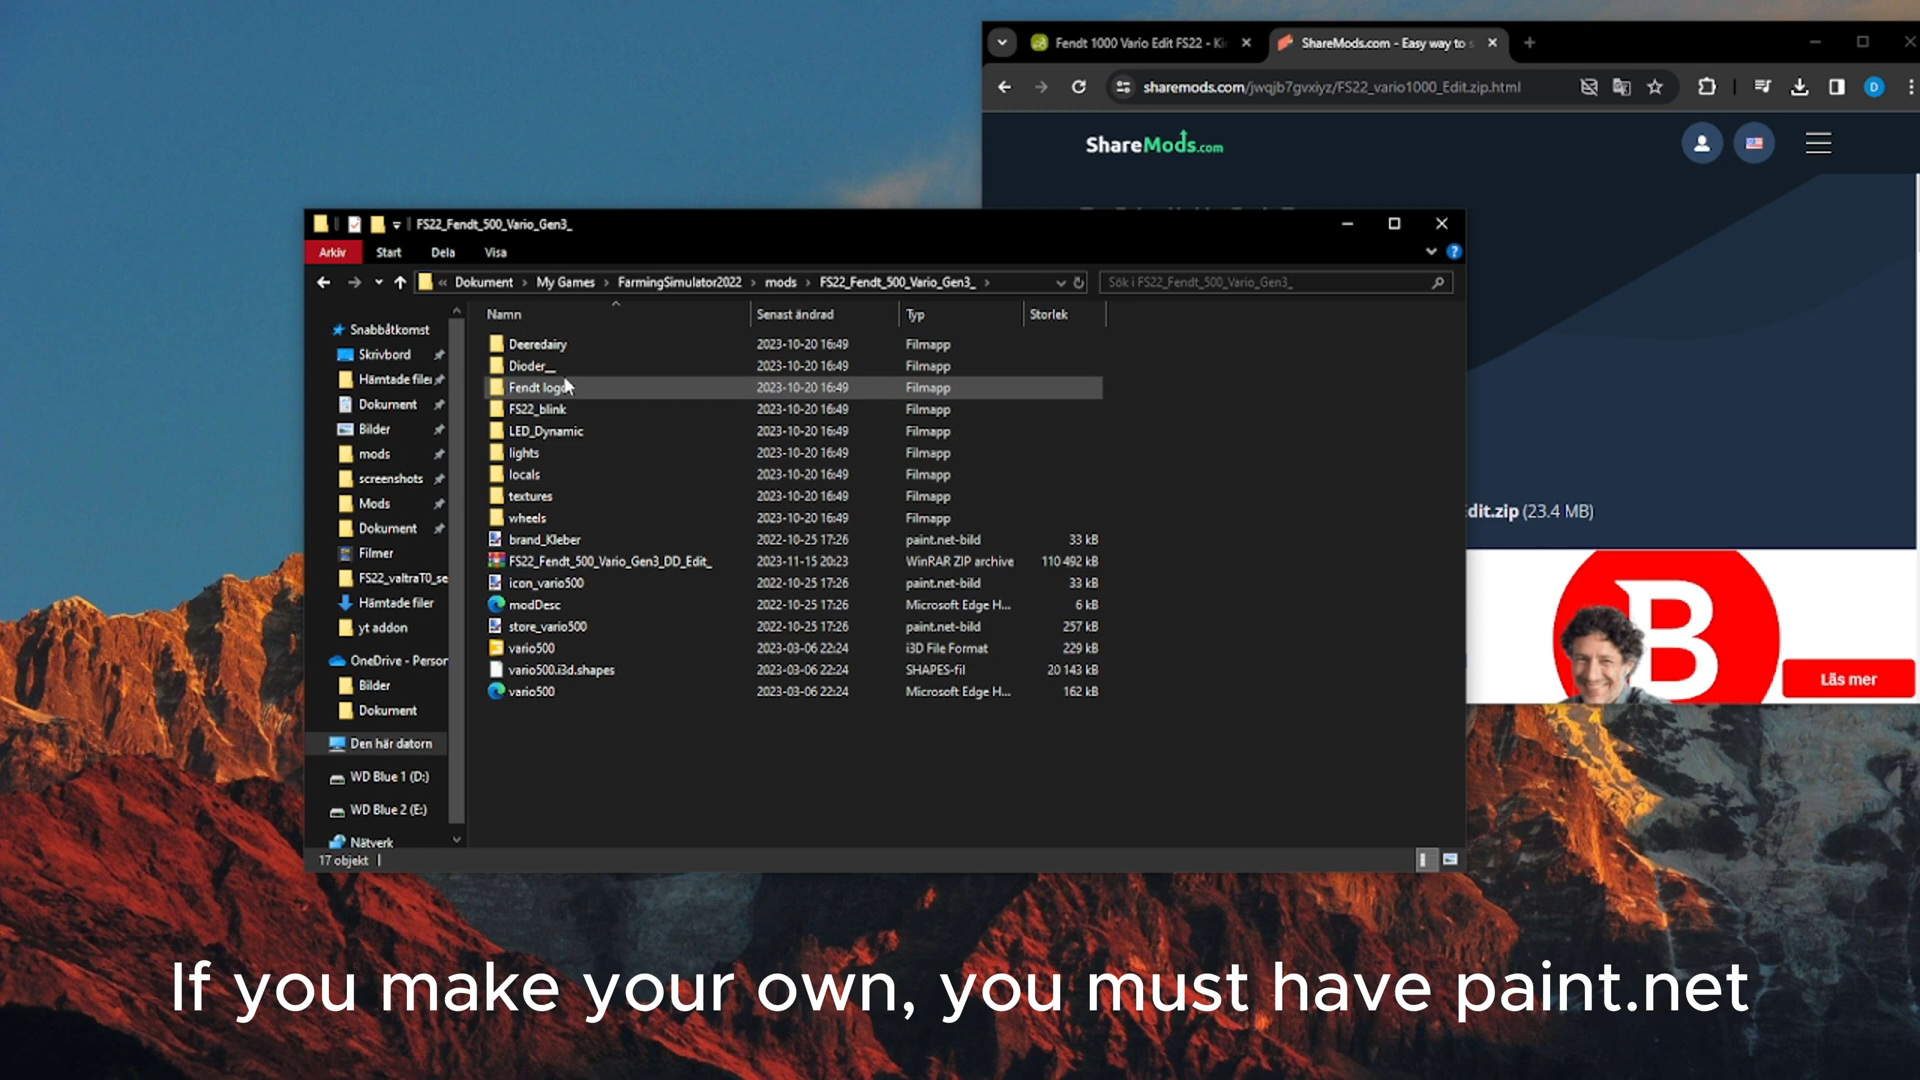 Fendt 1000 Vario Edit FS22 - Ki
ShareMods.com - Easy way to s
sharemods.com/jwqjb7gvxiyz/FS22_vario1000_Edit.zip.html
D
ShareMods.com
FS22_Fendt_500_Vario_Gen3_
Arkiv Start Dela Visa
« Dokument > My Games > FarmingSimulator2022 > mods > FS22_Fendt_500_Vario_Gen3_ >
Sök i FS22_Fendt_500_Vario_Gen3_
Namn Senast ändrad Typ Storlek
Snabbåtkomst
Skrivbord
Hämtade filer
Dokument
Bilder
mods
screenshots
Mods
Dokument
Filmer
FS22_valtraT0_se
Hämtade filer
yt addon
OneDrive - Person
Bilder
Dokument
Den här datorn
WD Blue 1 (D:)
WD Blue 2 (E:)
Nätverk
Deeredairy 2023-10-20 16:49 Filmapp
Dioder__ 2023-10-20 16:49 Filmapp
Fendt logo 2023-10-20 16:49 Filmapp
FS22_blink 2023-10-20 16:49 Filmapp
LED_Dynamic 2023-10-20 16:49 Filmapp
lights 2023-10-20 16:49 Filmapp
locals 2023-10-20 16:49 Filmapp
textures 2023-10-20 16:49 Filmapp
wheels 2023-10-20 16:49 Filmapp
brand_Kleber 2022-10-25 17:26 paint.net-bild 33 kB
FS22_Fendt_500_Vario_Gen3_DD_Edit_ 2023-11-15 20:23 WinRAR ZIP archive 110 492 kB
icon_vario500 2022-10-25 17:26 paint.net-bild 33 kB
modDesc 2022-10-25 17:26 Microsoft Edge H... 6 kB
store_vario500 2022-10-25 17:26 paint.net-bild 257 kB
vario500 2023-03-06 22:24 i3D File Format 229 kB
vario500.i3d.shapes 2023-03-06 22:24 SHAPES-fil 20 143 kB
vario500 2023-03-06 22:24 Microsoft Edge H... 162 kB
17 objekt
dit.zip (23.4 MB)
B
Läs mer
If you make your own, you must have paint.net